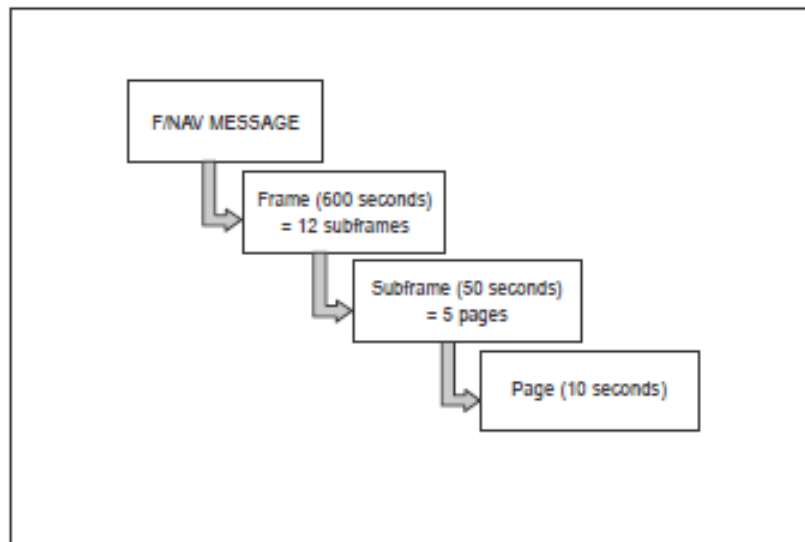 F/NAV MESSAGE
Frame (600 seconds)
= 12 subframes
Subframe (50 seconds)
= 5 pages
Page (10 seconds)